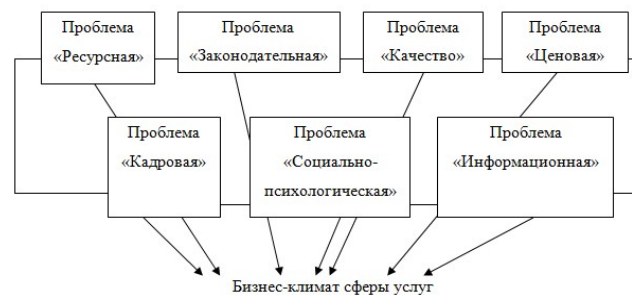 Проблема
«Ресурсная»
Проблема
«Законодательная»
Проблема
«Качество»
Проблема
«Ценовая»
Проблема
«Кадровая»
Проблема
«Социально-
психологическая»
Проблема
«Информационная»
Бизнес-климат сферы услуг